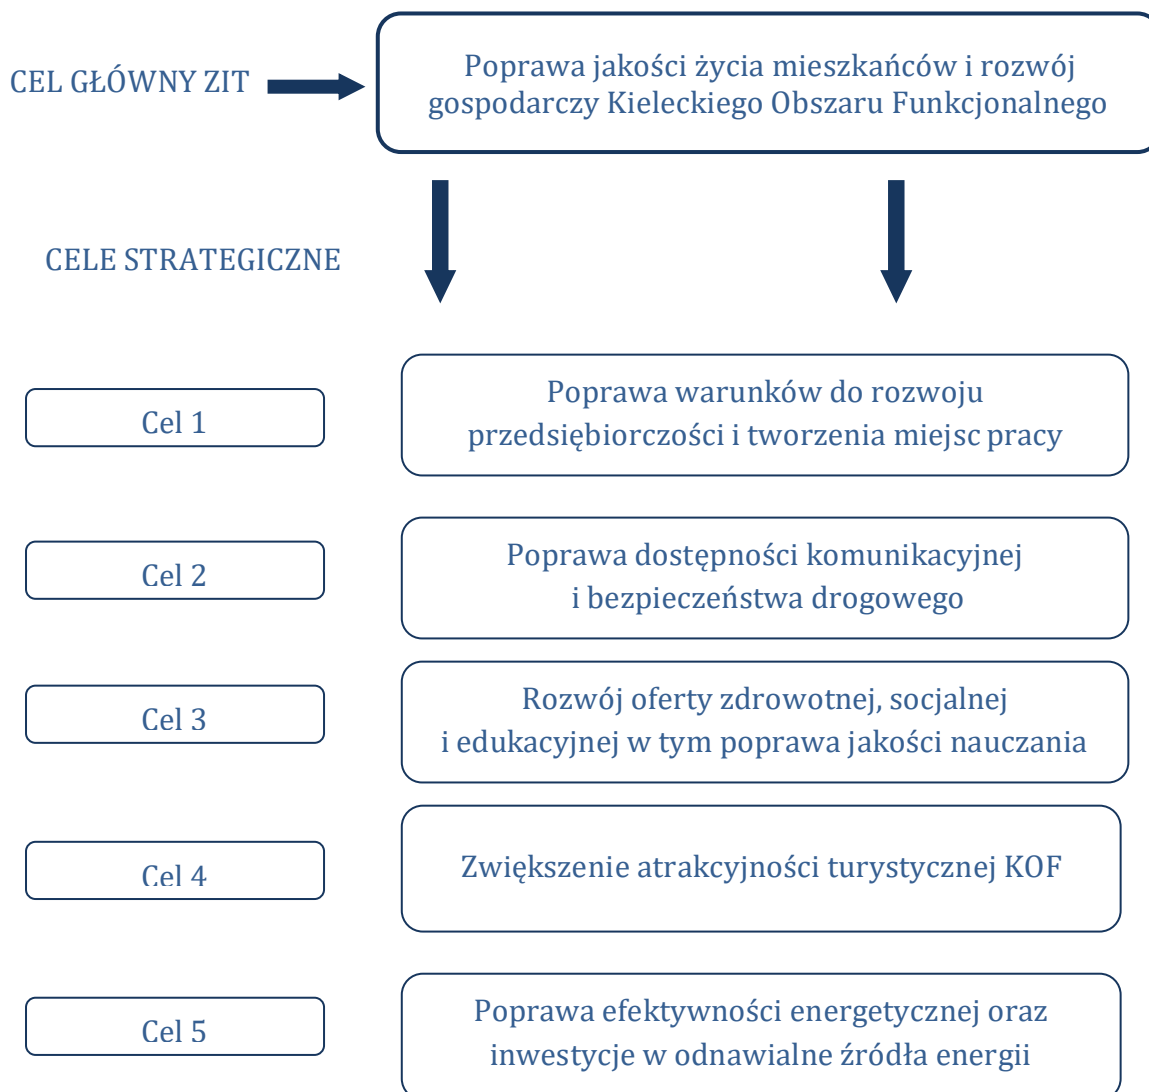 CEL GŁÓWNY ZIT
Poprawa jakości życia mieszkańców i rozwój
gospodarczy Kieleckiego Obszaru Funkcjonalnego
CELE STRATEGICZNE
Cel 1
Poprawa warunków do rozwoju
przedsiębiorczości i tworzenia miejsc pracy
Cel 2
Poprawa dostępności komunikacyjnej
i bezpieczeństwa drogowego
Cel 3
Rozwój oferty zdrowotnej, socjalnej
i edukacyjnej w tym poprawa jakości nauczania
Cel 4
Zwiększenie atrakcyjności turystycznej KOF
Cel 5
Poprawa efektywności energetycznej oraz
inwestycje w odnawialne źródła energii